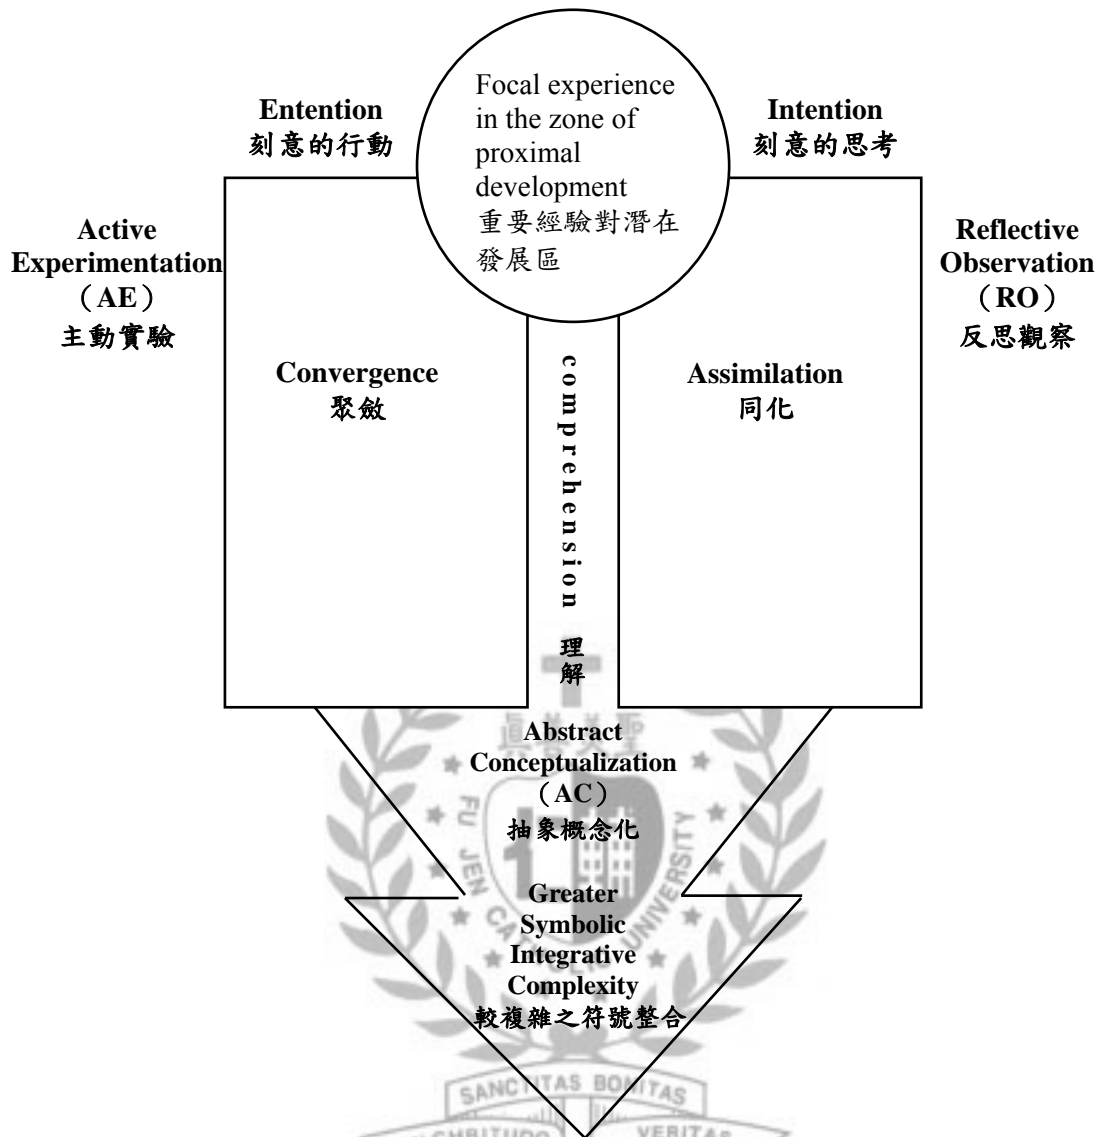 Focal experience
in the zone of
proximal
development
重要經驗對潛在
發展區
Entention
刻意的行動
Intention
刻意的思考
Active
Experimentation
（AE）
主動實驗
Reflective
Observation
（RO）
反思觀察
Convergence
聚斂
comprehension 理解
Assimilation
同化
Abstract
Conceptualization
（AC）
抽象概念化
Greater
Symbolic
Integrative
Complexity
較複雜之符號整合
真善美聖
FU JEN CATHOLIC UNIVERSITY
SANCTITAS BONITAS
VERITAS